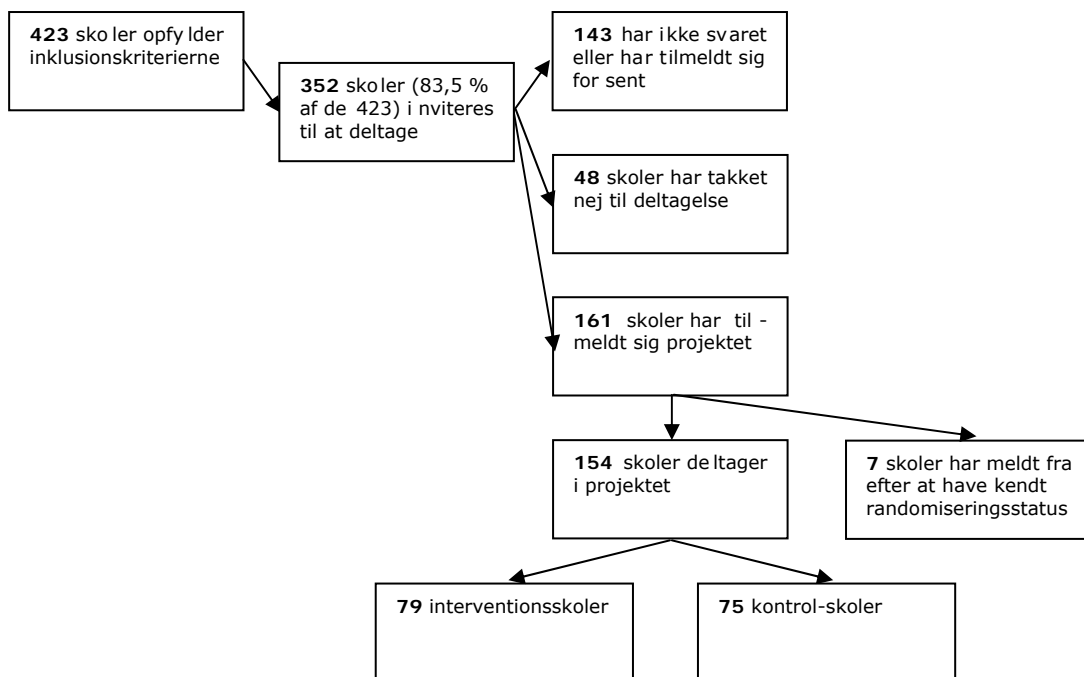 423 skoler opfylder
inklusionskriterierne
352 skoler (83,5 %
af de 423) inviteres
til at deltage
143 har ikke svaret
eller har tilmeldt sig
for sent
48 skoler har takket
nej til deltagelse
161 skoler har til-
meldt sig projektet
154 skoler deltager
i projektet
7 skoler har meldt fra
efter at have kendt
randomiseringsstatus
79 interventionsskoler
75 kontrol-skoler